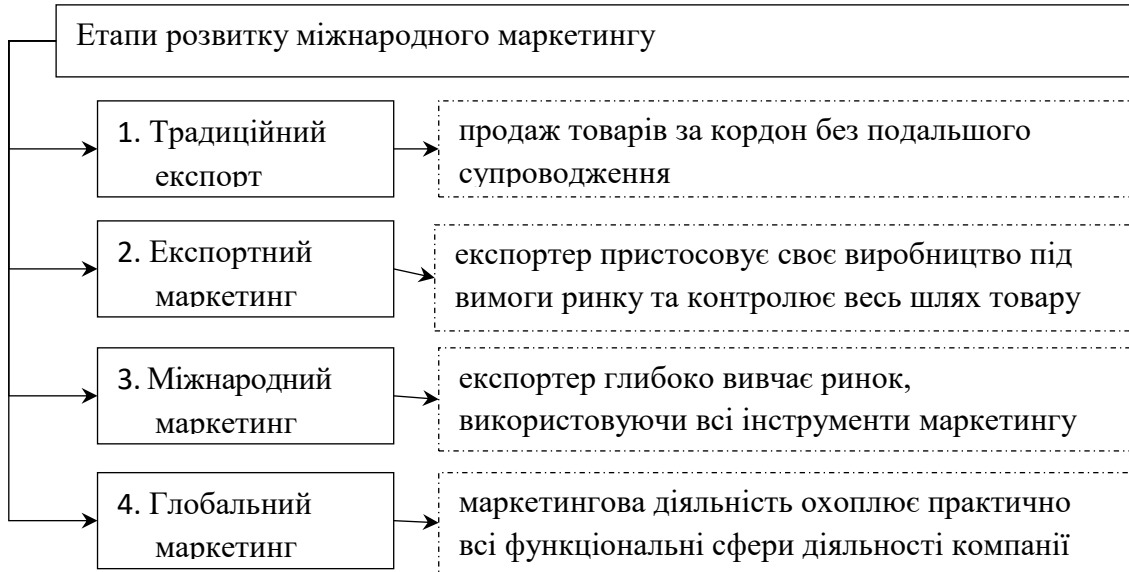 Етапи розвитку міжнародного маркетингу
1. Традиційний
експорт
продаж товарів за кордон без подальшого
супроводження
2. Експортний
маркетинг
експортер пристосовує своє виробництво під
вимоги ринку та контролює весь шлях товару
3. Міжнародний
маркетинг
експортер глибоко вивчає ринок,
використовуючи всі інструменти маркетингу
4. Глобальний
маркетинг
маркетингова діяльність охоплює практично
всі функціональні сфери діяльності компанії